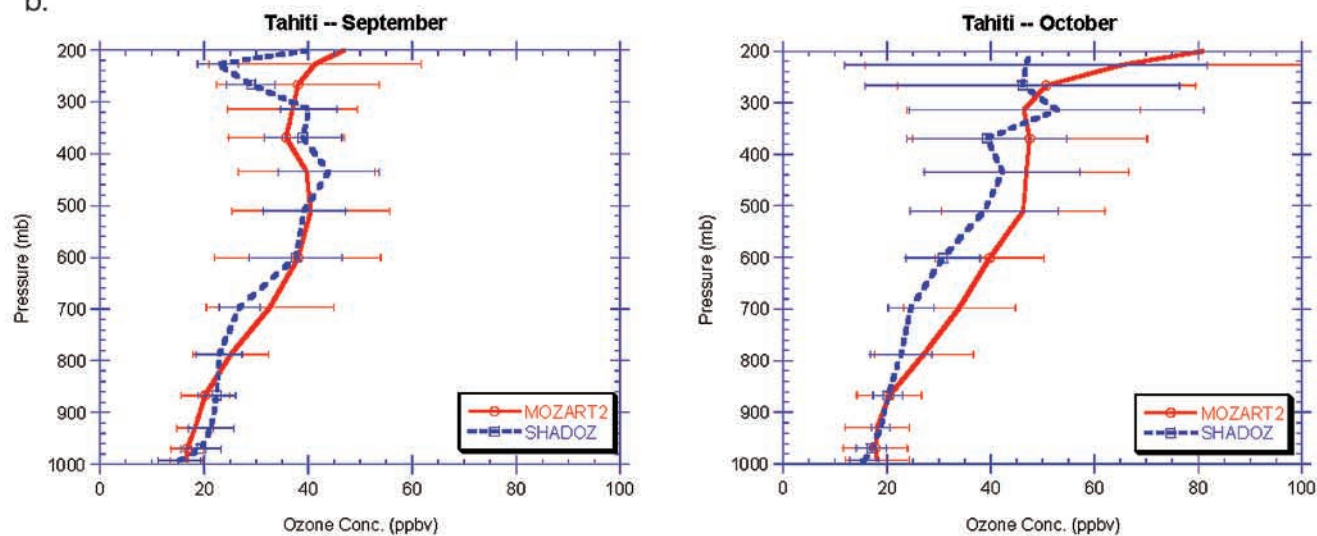 b.
Tahiti -- September
200
300
400
500
600
700
800
900
1000
Pressure (mb)
0 20 40 60 80 100
Ozone Conc. (ppbv)
MOZART2
SHADOZ
Tahiti -- October
200
300
400
500
600
700
800
900
1000
Pressure (mb)
0 20 40 60 80 100
Ozone Conc. (ppbv)
MOZART2
SHADOZ